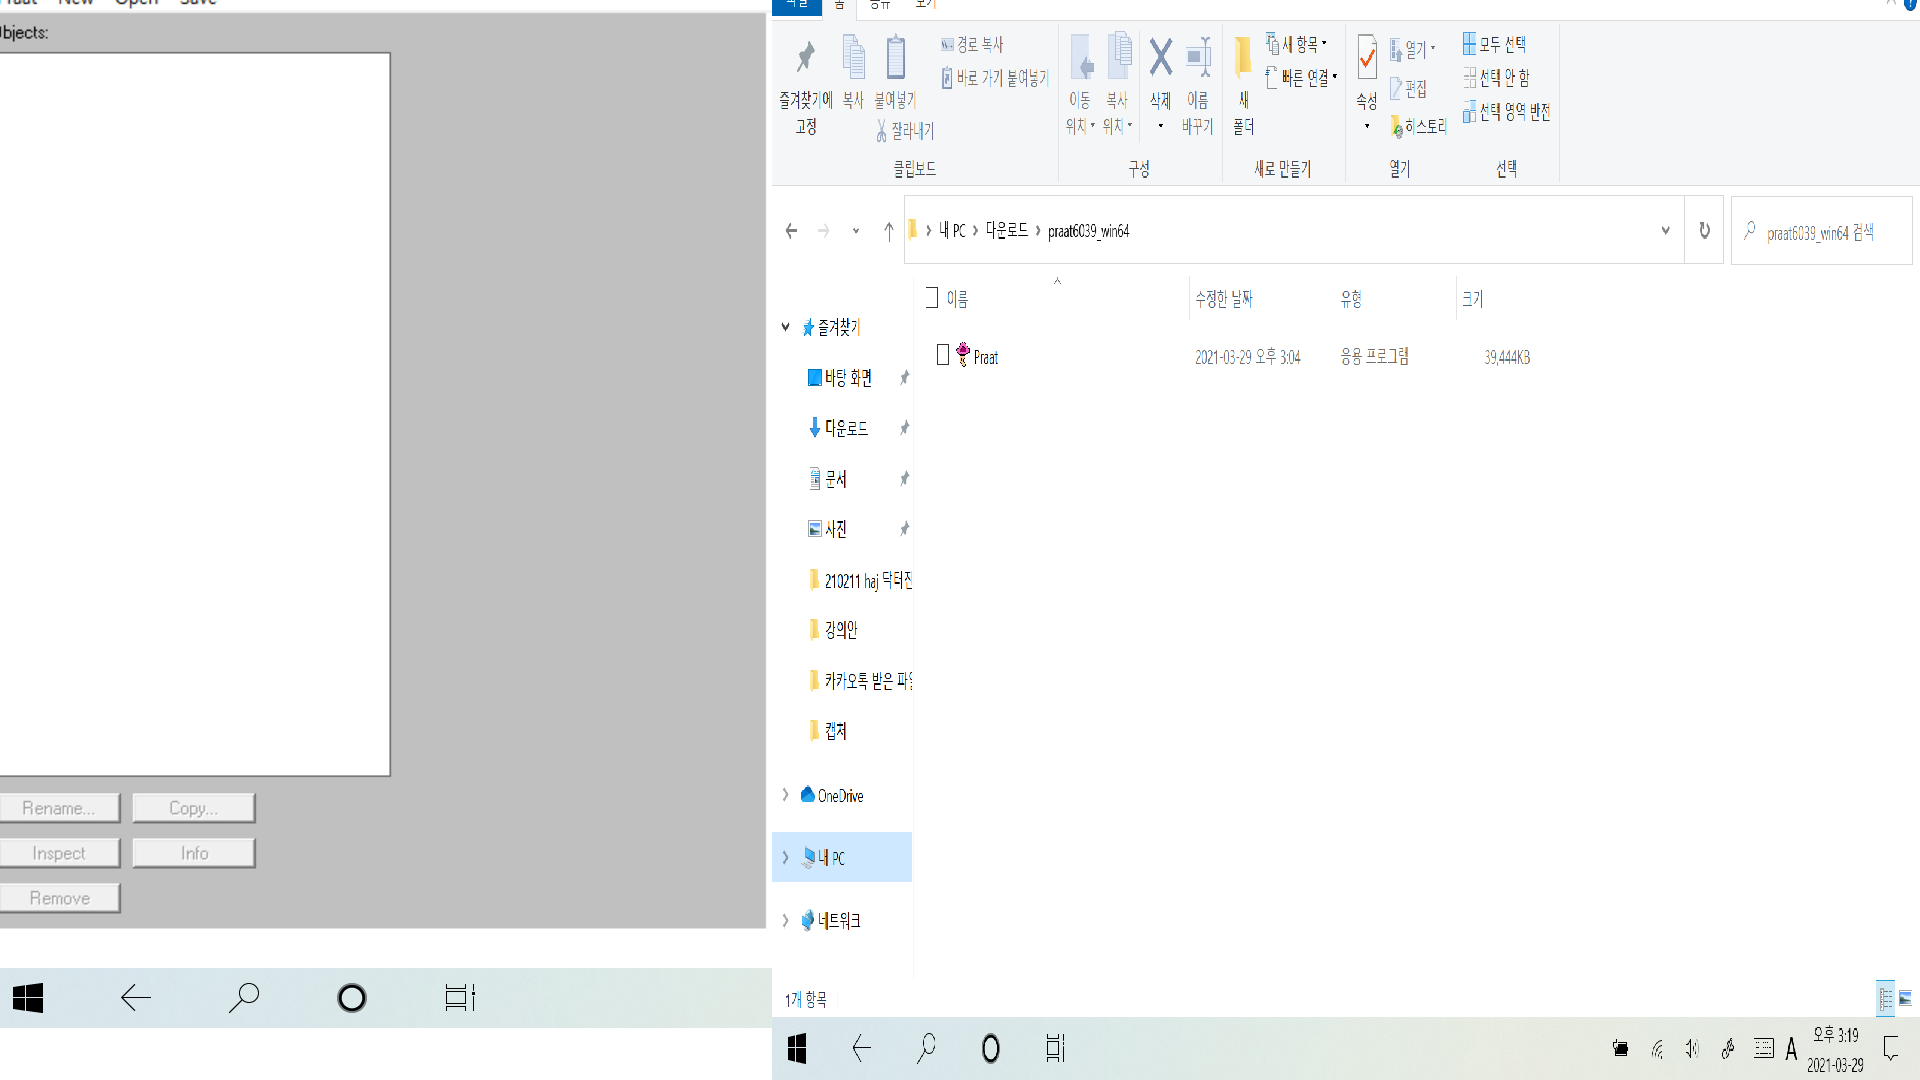 Praat New Open Save
Objects:
Rename...
Copy...
Inspect
Info
Remove
파일 홈 공유 보기
즐겨찾기에 고정
복사
붙여넣기
경로 복사
바로 가기 붙여넣기
잘라내기
클립보드
이동 위치
복사 위치
삭제
이름 바꾸기
구성
새 폴더
새 항목
빠른 연결
새로 만들기
속성
열기
편집
히스토리
열기
모두 선택
선택 안 함
선택 영역 반전
선택
내 PC 다운로드 praat6039_win64
praat6039_win64 검색
이름 수정한 날짜 유형 크기
Praat 2021-03-29 오후 3:04 응용 프로그램 39,444KB
즐겨찾기
바탕 화면
다운로드
문서
사진
210211 haj 닥터진
강의안
카카오톡 받은 파일
캡처
OneDrive
내 PC
네트워크
1개 항목
A
오후 3:19
2021-03-29